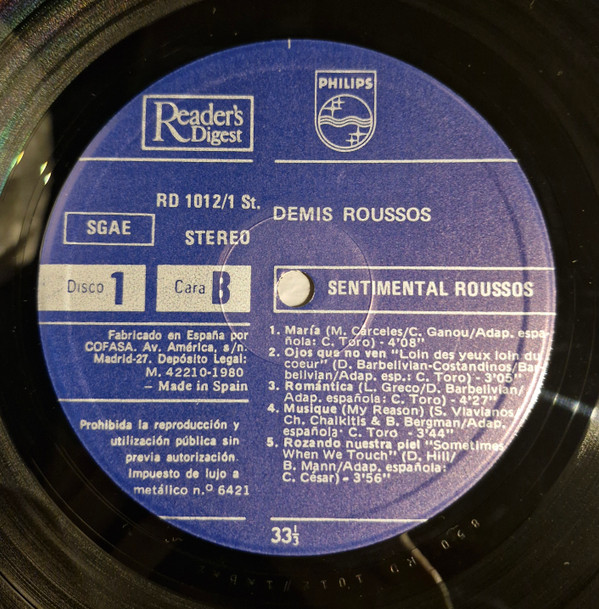 Reader's
Digest
PHILIPS
RD 1012/1 St.
SGAE
STEREO
Disco 1
Cara B
Fabricado en España por
COFASA. Av. América, s/n.
Madrid-27. Depósito Legal:
M. 42210-1980
— Made in Spain
Prohibida la reproducción y
utilización pública sin
previa autorización.
Impuesto de lujo a
metálico n.º 6421
DEMIS ROUSSOS
SENTIMENTAL ROUSSOS
1. María (M. Carceles/C. Ganou/Adap. espa-
ñola: C. Toro) - 4'08"
2. Ojos que no ven "Loin des yeux loin du
coeur" (D. Barbelivian-Costandinos/Bar-
belivian/Adap. esp.: C. Toro) - 3'05"
3. Romántica (L. Greco/D. Barbelivian/
Adap. española: C. Toro) - 4'27"
4. Musique (My Reason) (S. Vlavianos/
Ch. Chalkitis & B. Bergman/Adap.
española C. Toro - 3'44"
5. Rozando nuestra piel "Sometimes
When We Touch" (D. Hill/
B. Mann/Adap. española:
C. César) - 3'56"
33⅓